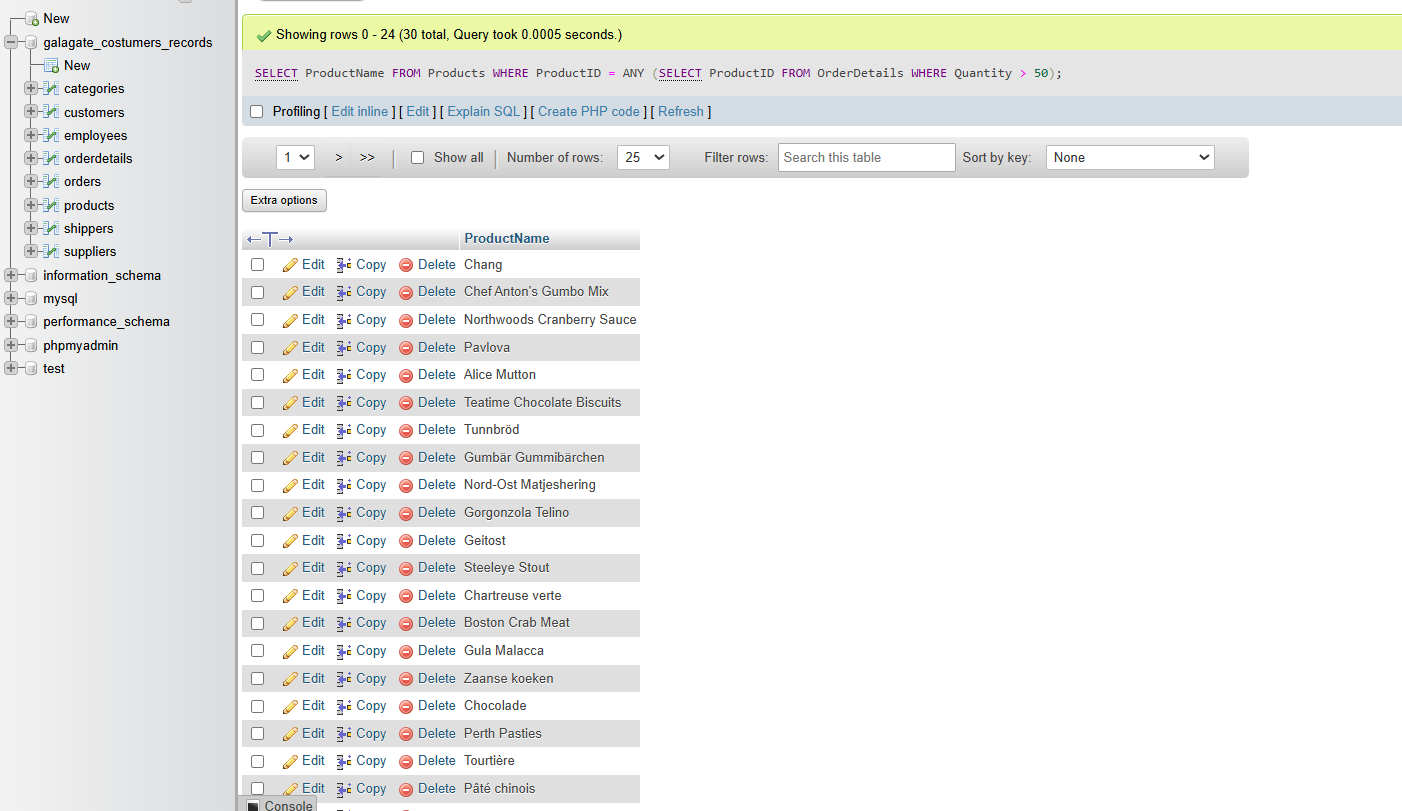 New
galagate_costumers_records
New
categories
customers
employees
orderdetails
orders
products
shippers
suppliers
information_schema
mysql
performance_schema
phpmyadmin
test
Showing rows 0 - 24 (30 total, Query took 0.0005 seconds.)
SELECT ProductName FROM Products WHERE ProductID = ANY (SELECT ProductID FROM OrderDetails WHERE Quantity > 50);
Profiling [ Edit inline ] [ Edit ] [ Explain SQL ] [ Create PHP code ] [ Refresh ]
1 > >> | Show all | Number of rows: 25 Filter rows: Search this table Sort by key: None
Extra options
←T→ ProductName
Edit Copy Delete Chang
Edit Copy Delete Chef Anton's Gumbo Mix
Edit Copy Delete Northwoods Cranberry Sauce
Edit Copy Delete Pavlova
Edit Copy Delete Alice Mutton
Edit Copy Delete Teatime Chocolate Biscuits
Edit Copy Delete Tunnbröd
Edit Copy Delete Gumbär Gummibärchen
Edit Copy Delete Nord-Ost Matjeshering
Edit Copy Delete Gorgonzola Telino
Edit Copy Delete Geitost
Edit Copy Delete Steeleye Stout
Edit Copy Delete Chartreuse verte
Edit Copy Delete Boston Crab Meat
Edit Copy Delete Gula Malacca
Edit Copy Delete Zaanse koeken
Edit Copy Delete Chocolade
Edit Copy Delete Perth Pasties
Edit Copy Delete Tourtière
Edit Copy Delete Pâté chinois
Console